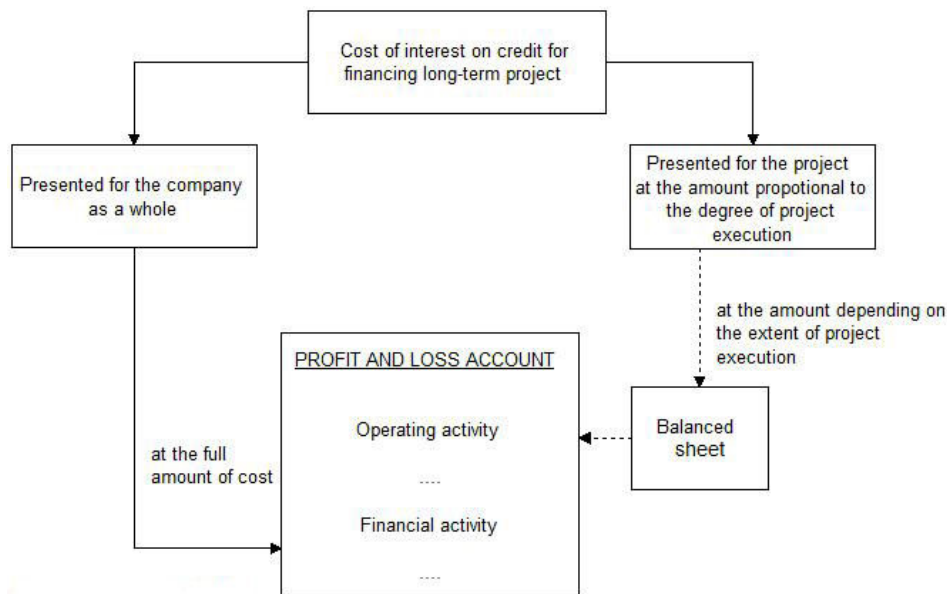 Cost of interest on credit for
financing long-term project
Presented for the company
as a whole
Presented for the project
at the amount propotional to
the degree of project
execution
at the amount depending on
the extent of project
execution
PROFIT AND LOSS ACCOUNT
Operating activity
....
Financial activity
....
Balanced
sheet
at the full
amount of cost